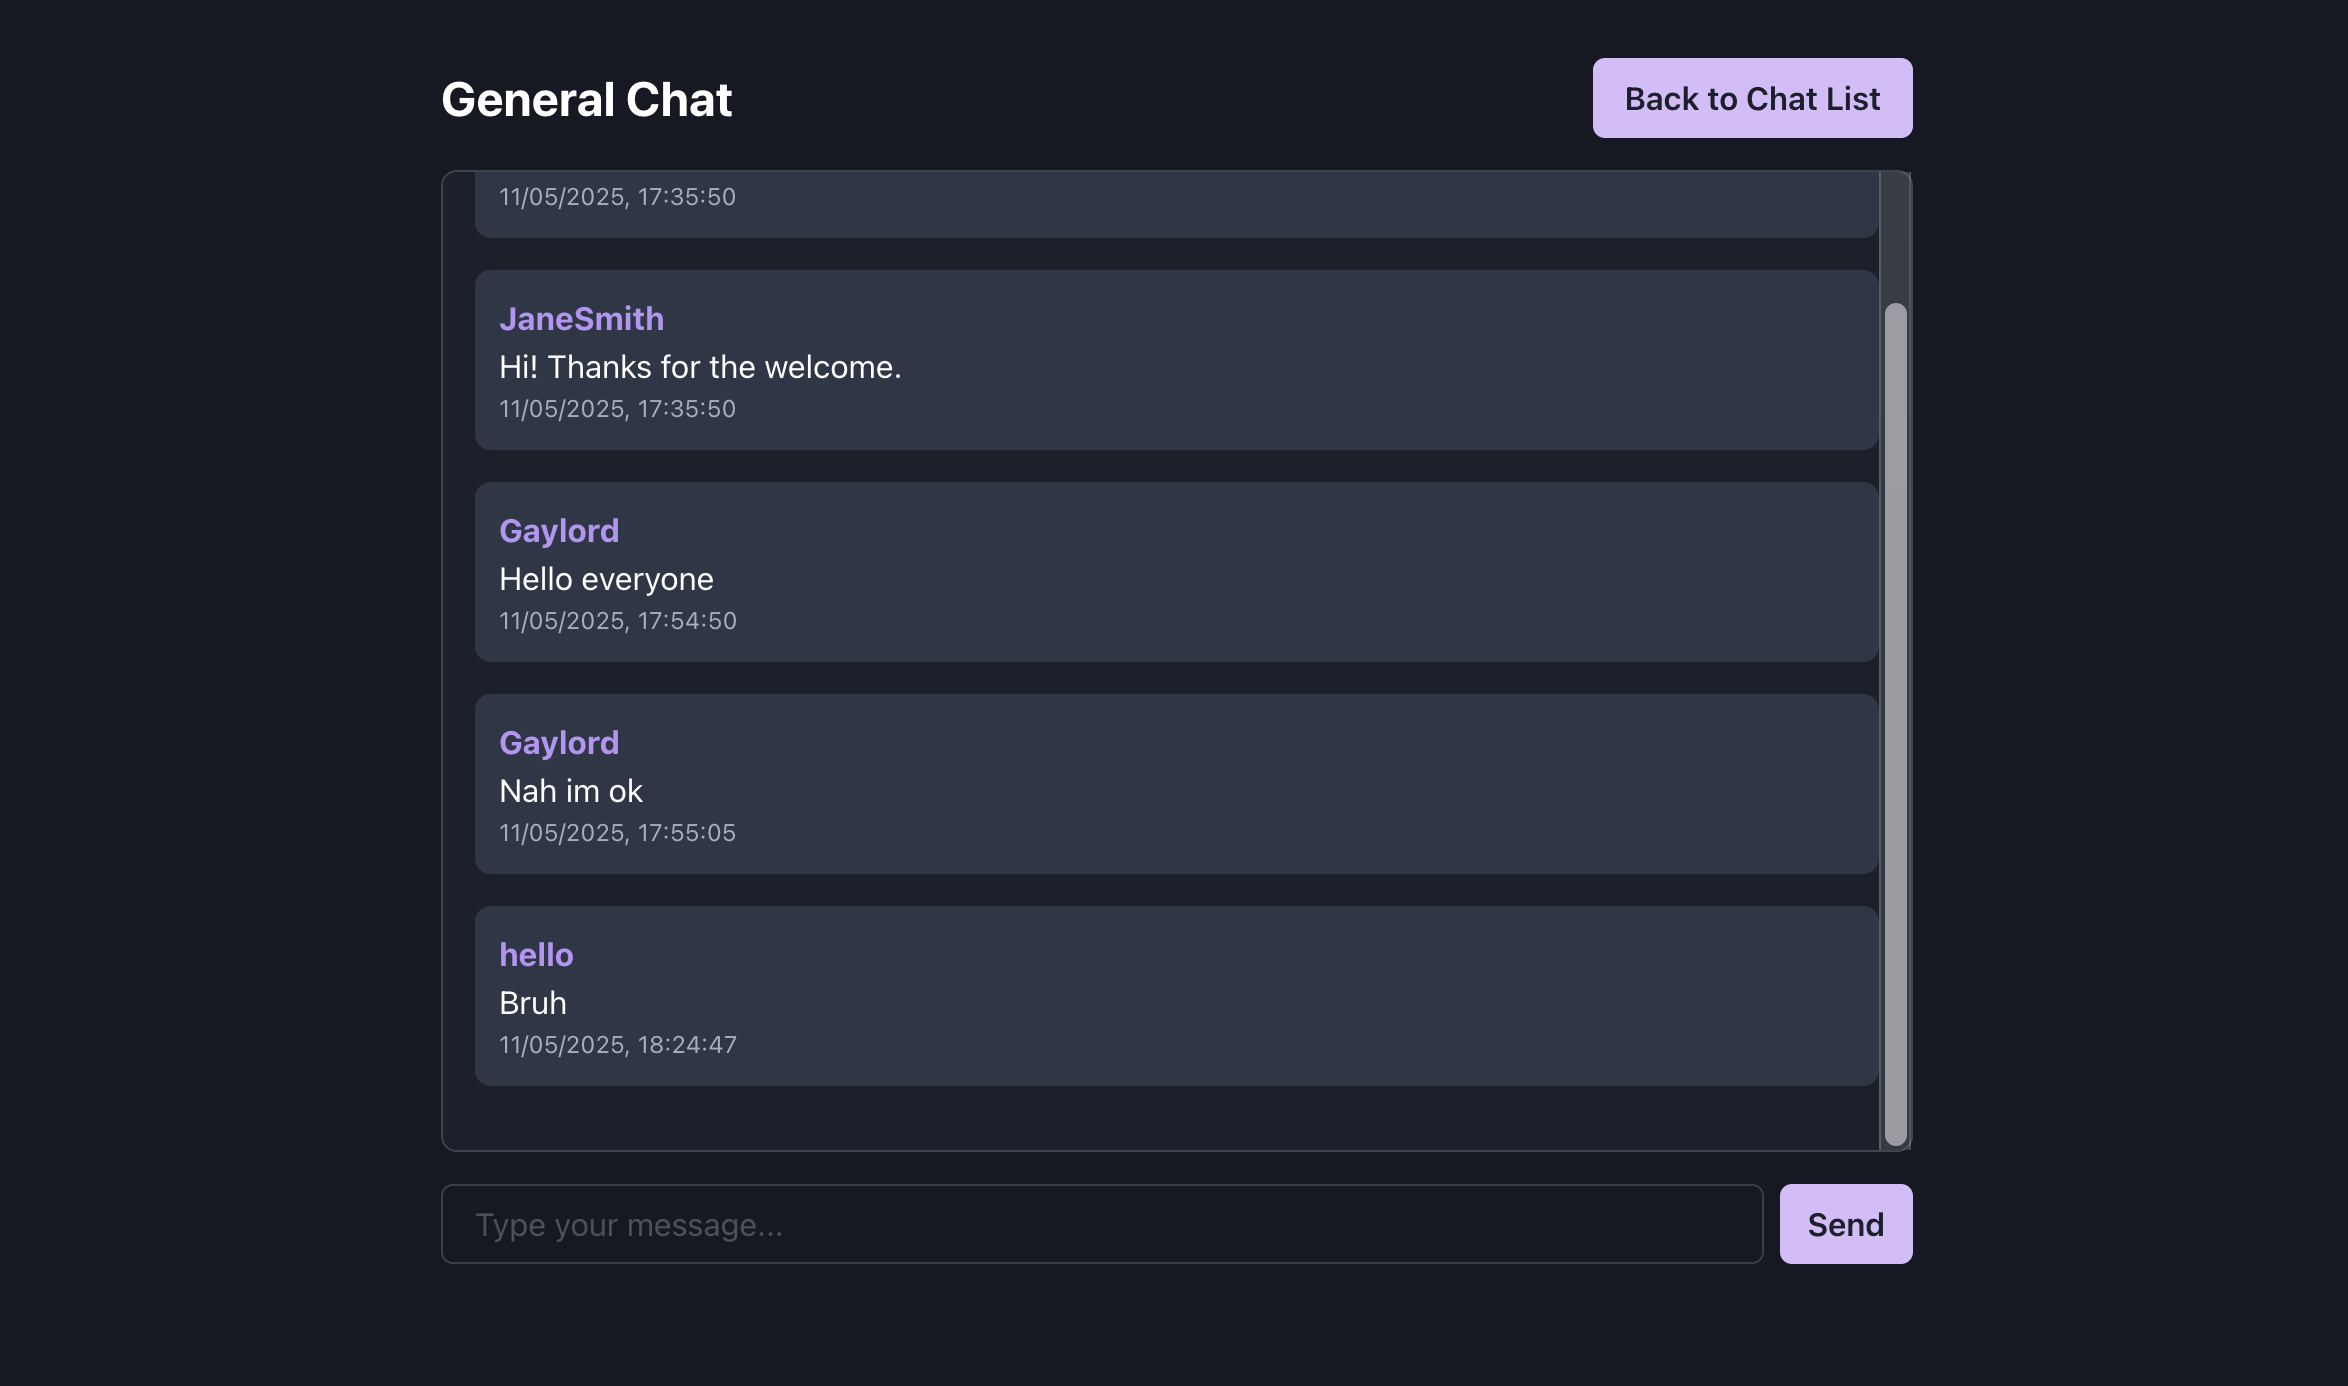 General Chat
Back to Chat List
11/05/2025, 17:35:50
JaneSmith
Hi! Thanks for the welcome.
11/05/2025, 17:35:50
Gaylord
Hello everyone
11/05/2025, 17:54:50
Gaylord
Nah im ok
11/05/2025, 17:55:05
hello
Bruh
11/05/2025, 18:24:47
Type your message...
Send